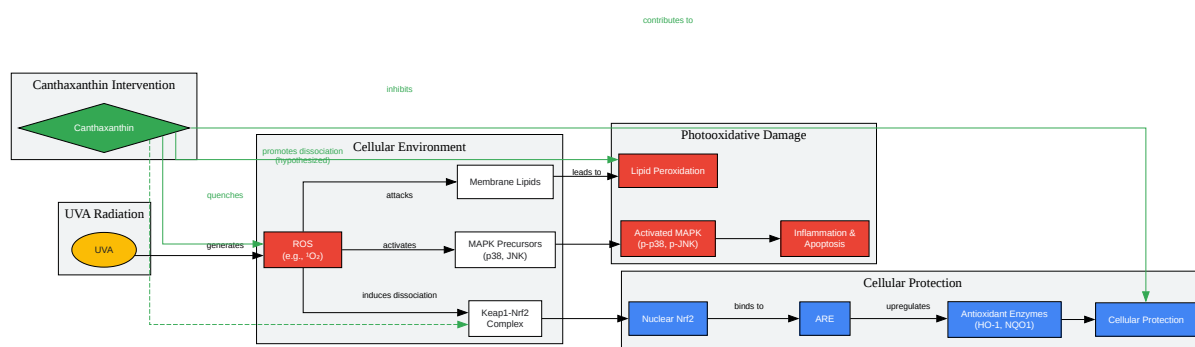 contributes to
Canthaxanthin Intervention
inhibits
Canthaxanthin
Photooxidative Damage
Cellular Environment
promotes dissociation
(hypothesized)
Lipid Peroxidation
leads to
Membrane Lipids
attacks
quenches
UVA Radiation
UVA
generates
ROS
(e.g., ¹O₂)
activates
MAPK Precursors
(p38, JNK)
Activated MAPK
(p-p38, p-JNK)
Inflammation &
Apoptosis
induces dissociation
Keap1-Nrf2
Complex
Cellular Protection
Nuclear Nrf2
binds to
ARE
upregulates
Antioxidant Enzymes
(HO-1, NQO1)
Cellular Protection